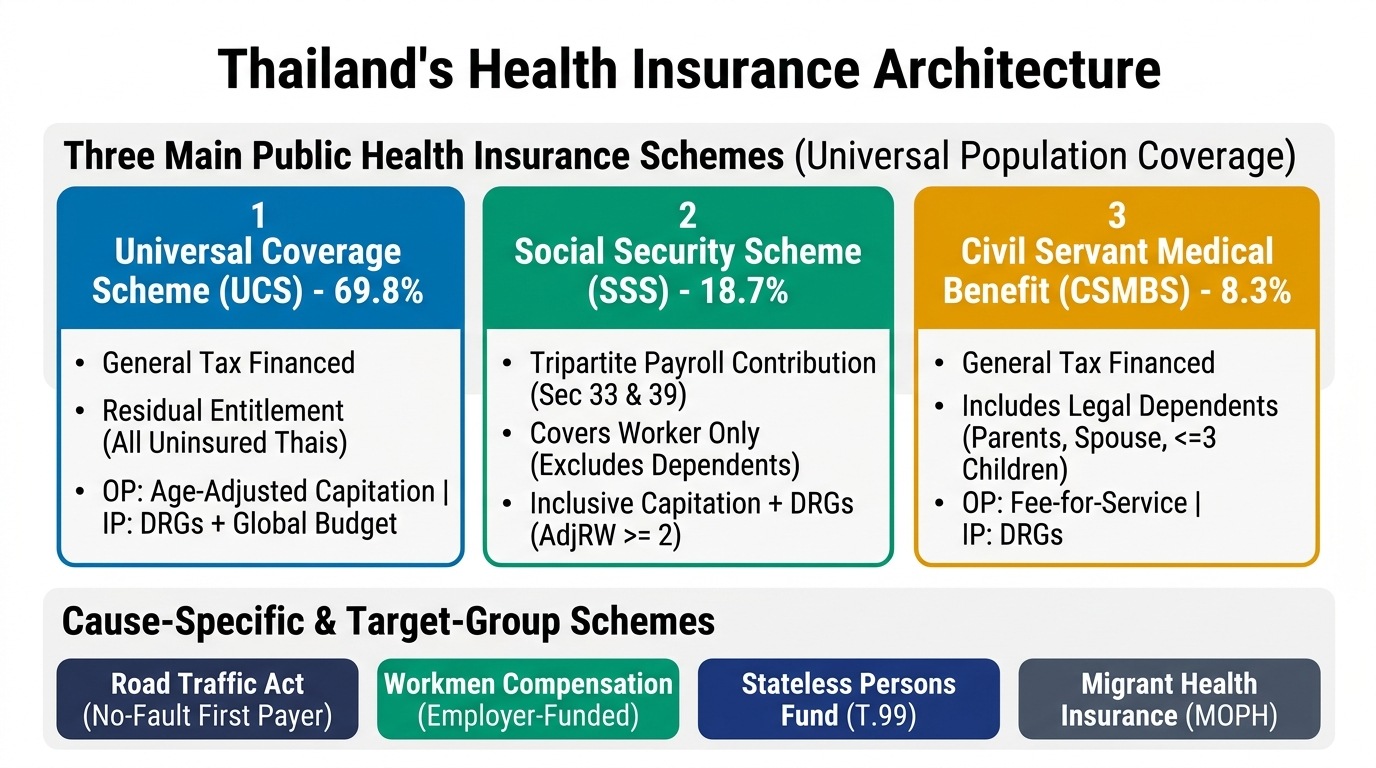 Thailand's Health Insurance Architecture
Three Main Public Health Insurance Schemes (Universal Population Coverage)
1
Universal Coverage
Scheme (UCS) - 69.8%
• General Tax Financed
• Residual Entitlement
(All Uninsured Thais)
• OP: Age-Adjusted Capitation |
IP: DRGs + Global Budget
2
Social Security Scheme
(SSS) - 18.7%
• Tripartite Payroll Contribution
(Sec 33 & 39)
• Covers Worker Only
(Excludes Dependents)
• Inclusive Capitation + DRGs
(AdjRW >= 2)
3
Civil Servant Medical
Benefit (CSMBS) - 8.3%
• General Tax Financed
• Includes Legal Dependents
(Parents, Spouse, <=3
Children)
• OP: Fee-for-Service |
IP: DRGs
Cause-Specific & Target-Group Schemes
Road Traffic Act
(No-Fault First Payer)
Workmen Compensation
(Employer-Funded)
Stateless Persons
Fund (T.99)
Migrant Health
Insurance (MOPH)